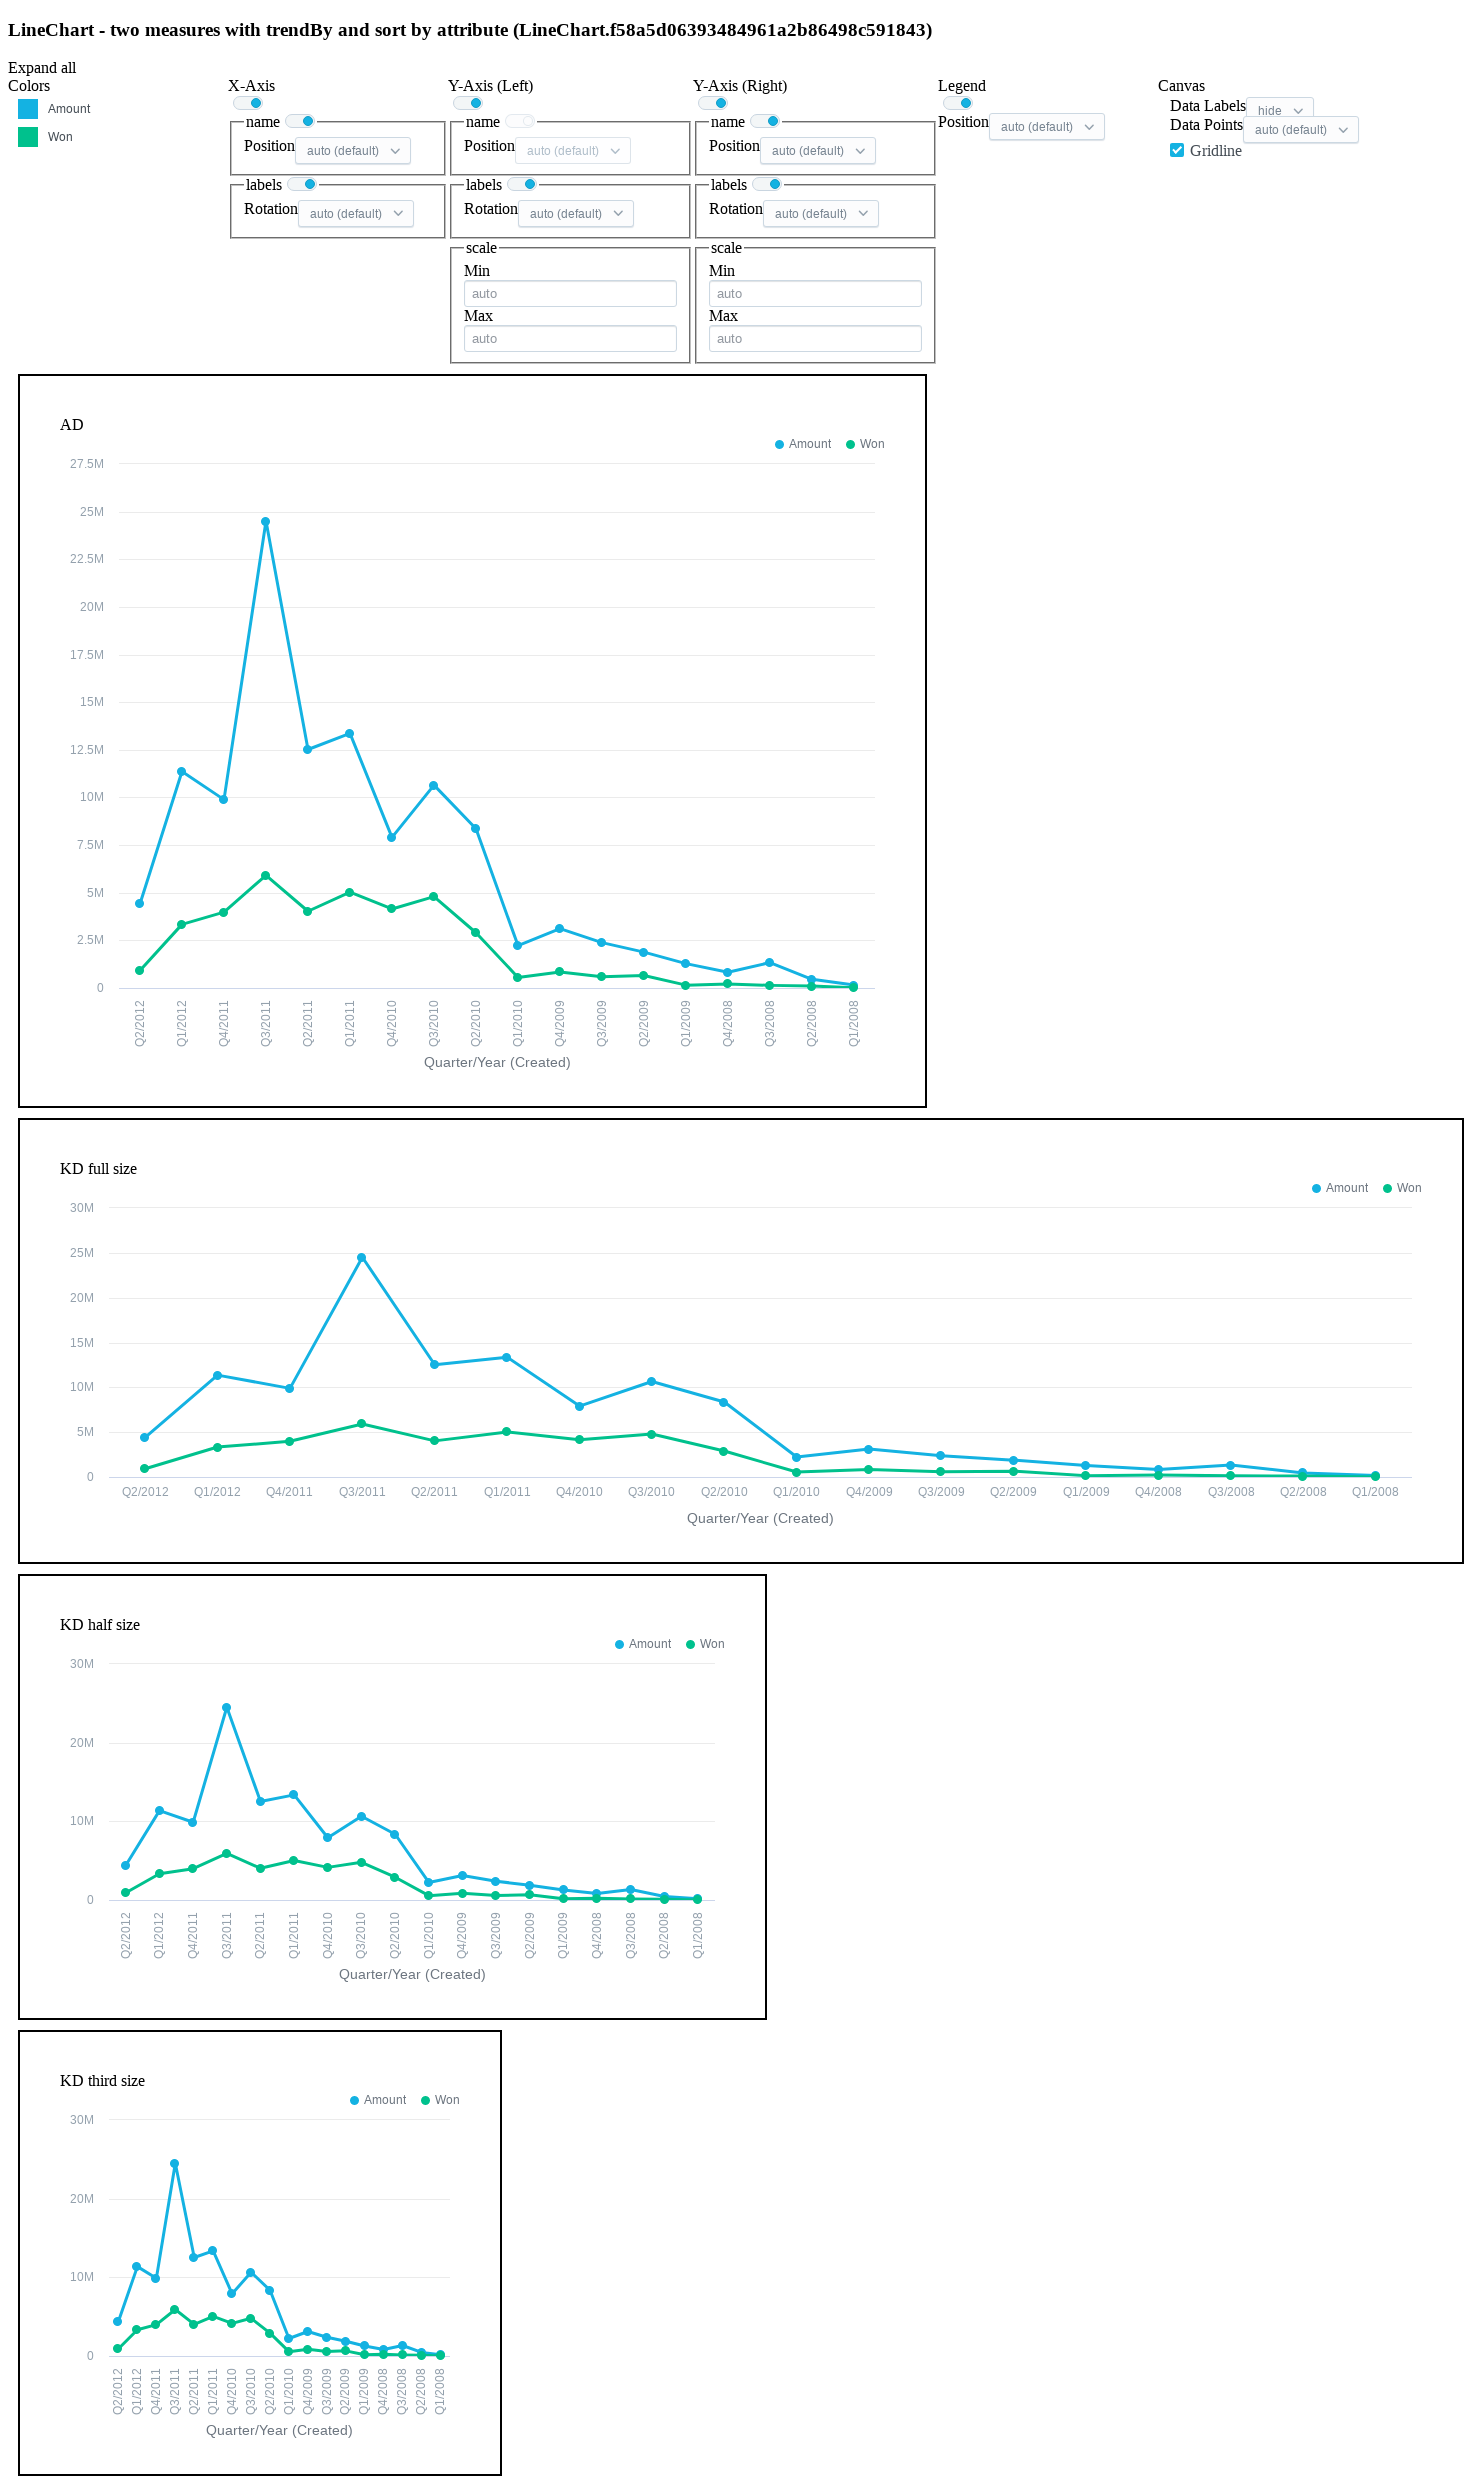 LineChart - two measures with trendBy and sort by attribute (LineChart.f58a5d06393484961a2b86498c591843)
Expand all
Colors
Amount
Won
X-Axis
name
Position auto (default)
labels
Rotation auto (default)
Y-Axis (Left)
name
Position auto (default)
labels
Rotation auto (default)
scale
Min
auto
Max
auto
Y-Axis (Right)
name
Position auto (default)
labels
Rotation auto (default)
scale
Min
auto
Max
auto
Legend
Position auto (default)
Canvas
Data Labels hide
Data Points auto (default)
Gridline
AD
Amount Won
27.5M
25M
22.5M
20M
17.5M
15M
12.5M
10M
7.5M
5M
2.5M
0
Q2/2012 Q1/2012 Q4/2011 Q3/2011 Q2/2011 Q1/2011 Q4/2010 Q3/2010 Q2/2010 Q1/2010 Q4/2009 Q3/2009 Q2/2009 Q1/2009 Q4/2008 Q3/2008 Q2/2008 Q1/2008
Quarter/Year (Created)
KD full size
Amount Won
30M
25M
20M
15M
10M
5M
0
Q2/2012 Q1/2012 Q4/2011 Q3/2011 Q2/2011 Q1/2011 Q4/2010 Q3/2010 Q2/2010 Q1/2010 Q4/2009 Q3/2009 Q2/2009 Q1/2009 Q4/2008 Q3/2008 Q2/2008 Q1/2008
Quarter/Year (Created)
KD half size
Amount Won
30M
20M
10M
0
Q2/2012 Q1/2012 Q4/2011 Q3/2011 Q2/2011 Q1/2011 Q4/2010 Q3/2010 Q2/2010 Q1/2010 Q4/2009 Q3/2009 Q2/2009 Q1/2009 Q4/2008 Q3/2008 Q2/2008 Q1/2008
Quarter/Year (Created)
KD third size
Amount Won
30M
20M
10M
0
Q2/2012 Q1/2012 Q4/2011 Q3/2011 Q2/2011 Q1/2011 Q4/2010 Q3/2010 Q2/2010 Q1/2010 Q4/2009 Q3/2009 Q2/2009 Q1/2009 Q4/2008 Q3/2008 Q2/2008 Q1/2008
Quarter/Year (Created)